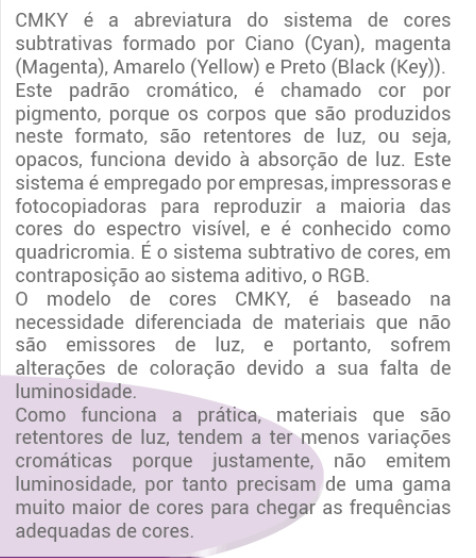 CMKY é a abreviatura do sistema de cores
subtrativas formado por Ciano (Cyan), magenta
(Magenta), Amarelo (Yellow) e Preto (Black (Key)).
Este padrão cromático, é chamado cor por
pigmento, porque os corpos que são produzidos
neste formato, são retentores de luz, ou seja,
opacos, funciona devido à absorção de luz. Este
sistema é empregado por empresas, impressoras e
fotocopiadoras para reproduzir a maioria das
cores do espectro visível, e é conhecido como
quadricromia. É o sistema subtrativo de cores, em
contraposição ao sistema aditivo, o RGB.
O modelo de cores CMKY, é baseado na
necessidade diferenciada de materiais que não
são emissores de luz, e portanto, sofrem
alterações de coloração devido a sua falta de
luminosidade.
Como funciona a prática, materiais que são
retentores de luz, tendem a ter menos variações
cromáticas porque justamente, não emitem
luminosidade, por tanto precisam de uma gama
muito maior de cores para chegar as frequências
adequadas de cores.